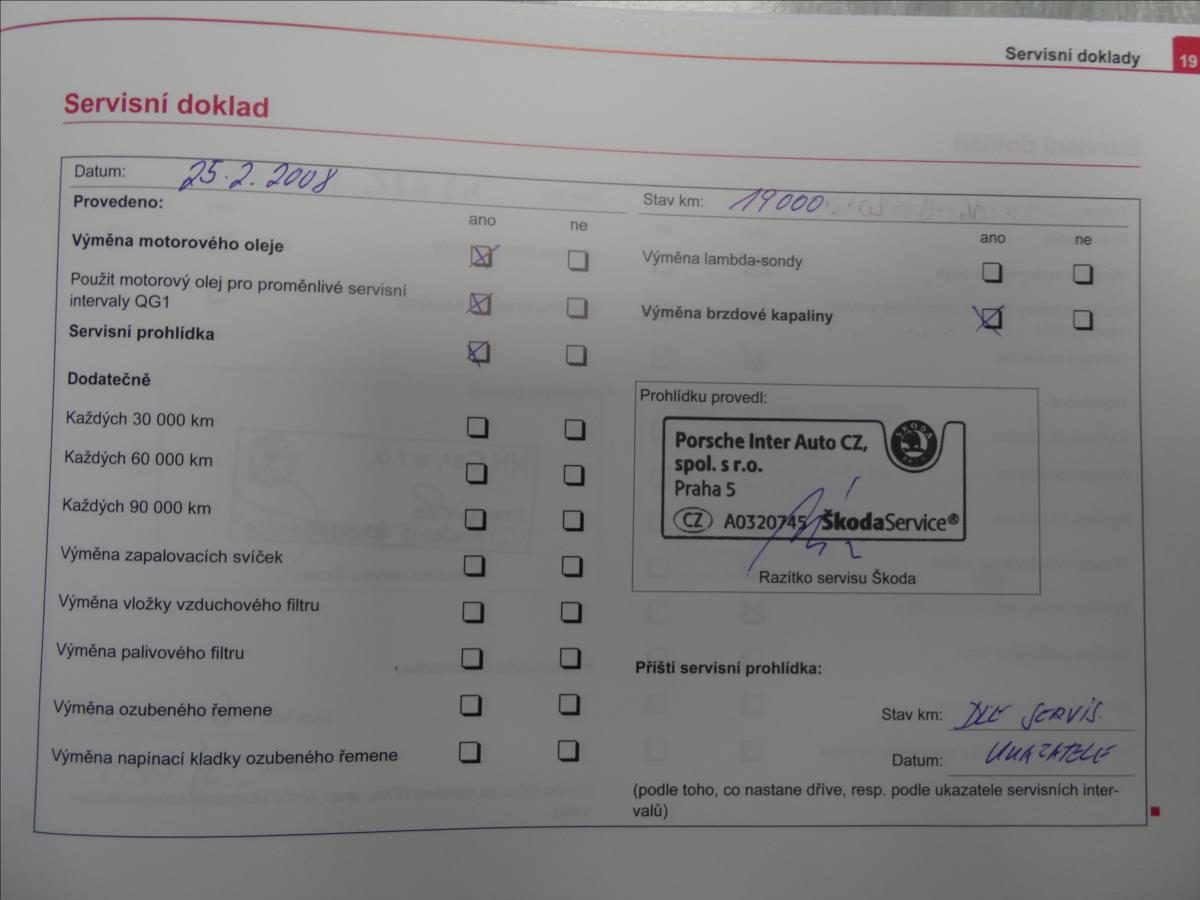 Servisní doklady
19
Servisní doklad
Datum: 25.2.2008
Provedeno:
ano ne
Výměna motorového oleje
Použit motorový olej pro proměnlivé servisní
intervaly QG1
Servisní prohlídka
Dodatečně
Každých 30 000 km
Každých 60 000 km
Každých 90 000 km
Výměna zapalovacích svíček
Výměna vložky vzduchového filtru
Výměna palivového filtru
Výměna ozubeného řemene
Výměna napínací kladky ozubeného řemene
Stav km: 19000
ano ne
Výměna lambda-sondy
Výměna brzdové kapaliny
Prohlídku provedl:
Porsche Inter Auto CZ,
spol. s r.o.
Praha 5
CZ A0320745 ŠkodaService®
ŠKODA
Razítko servisu Škoda
Příští servisní prohlídka:
Stav km: DLE SERVIS.
Datum: UKAZATELE
(podle toho, co nastane dříve, resp. podle ukazatele servisních inter-
valů)